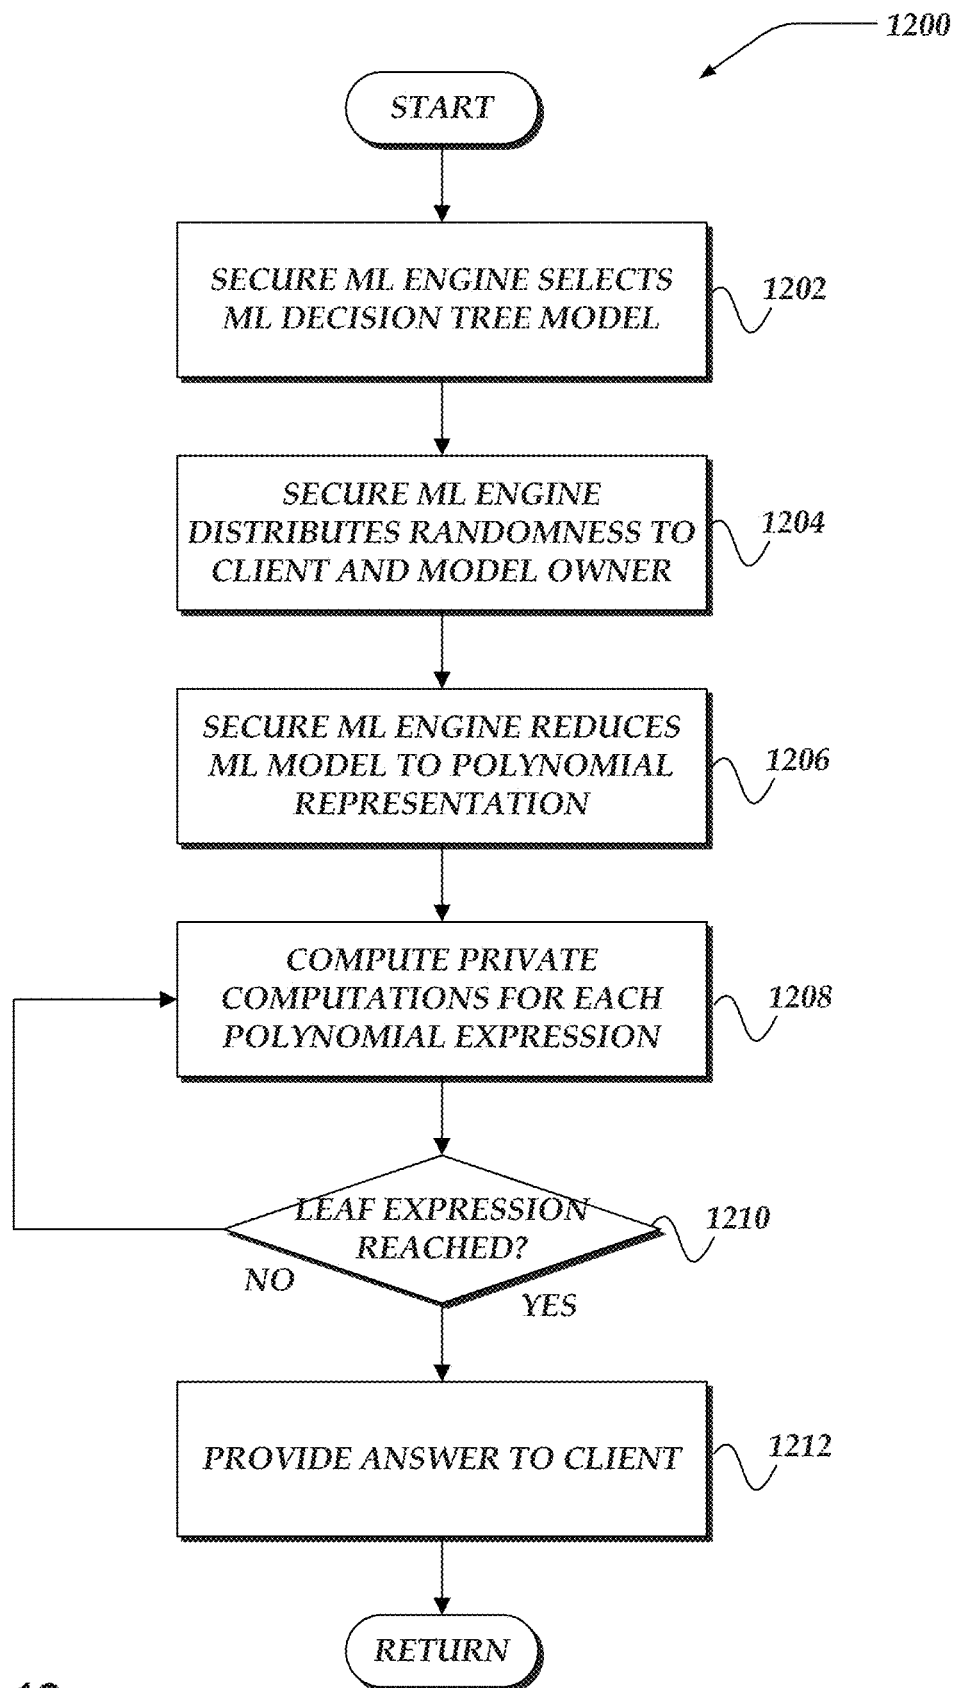 1200
START
SECURE ML ENGINE SELECTS
ML DECISION TREE MODEL
1202
SECURE ML ENGINE
DISTRIBUTES RANDOMNESS TO
CLIENT AND MODEL OWNER
1204
SECURE ML ENGINE REDUCES
ML MODEL TO POLYNOMIAL
REPRESENTATION
1206
COMPUTE PRIVATE
COMPUTATIONS FOR EACH
POLYNOMIAL EXPRESSION
1208
LEAF EXPRESSION
REACHED?
1210
NO
YES
PROVIDE ANSWER TO CLIENT
1212
RETURN